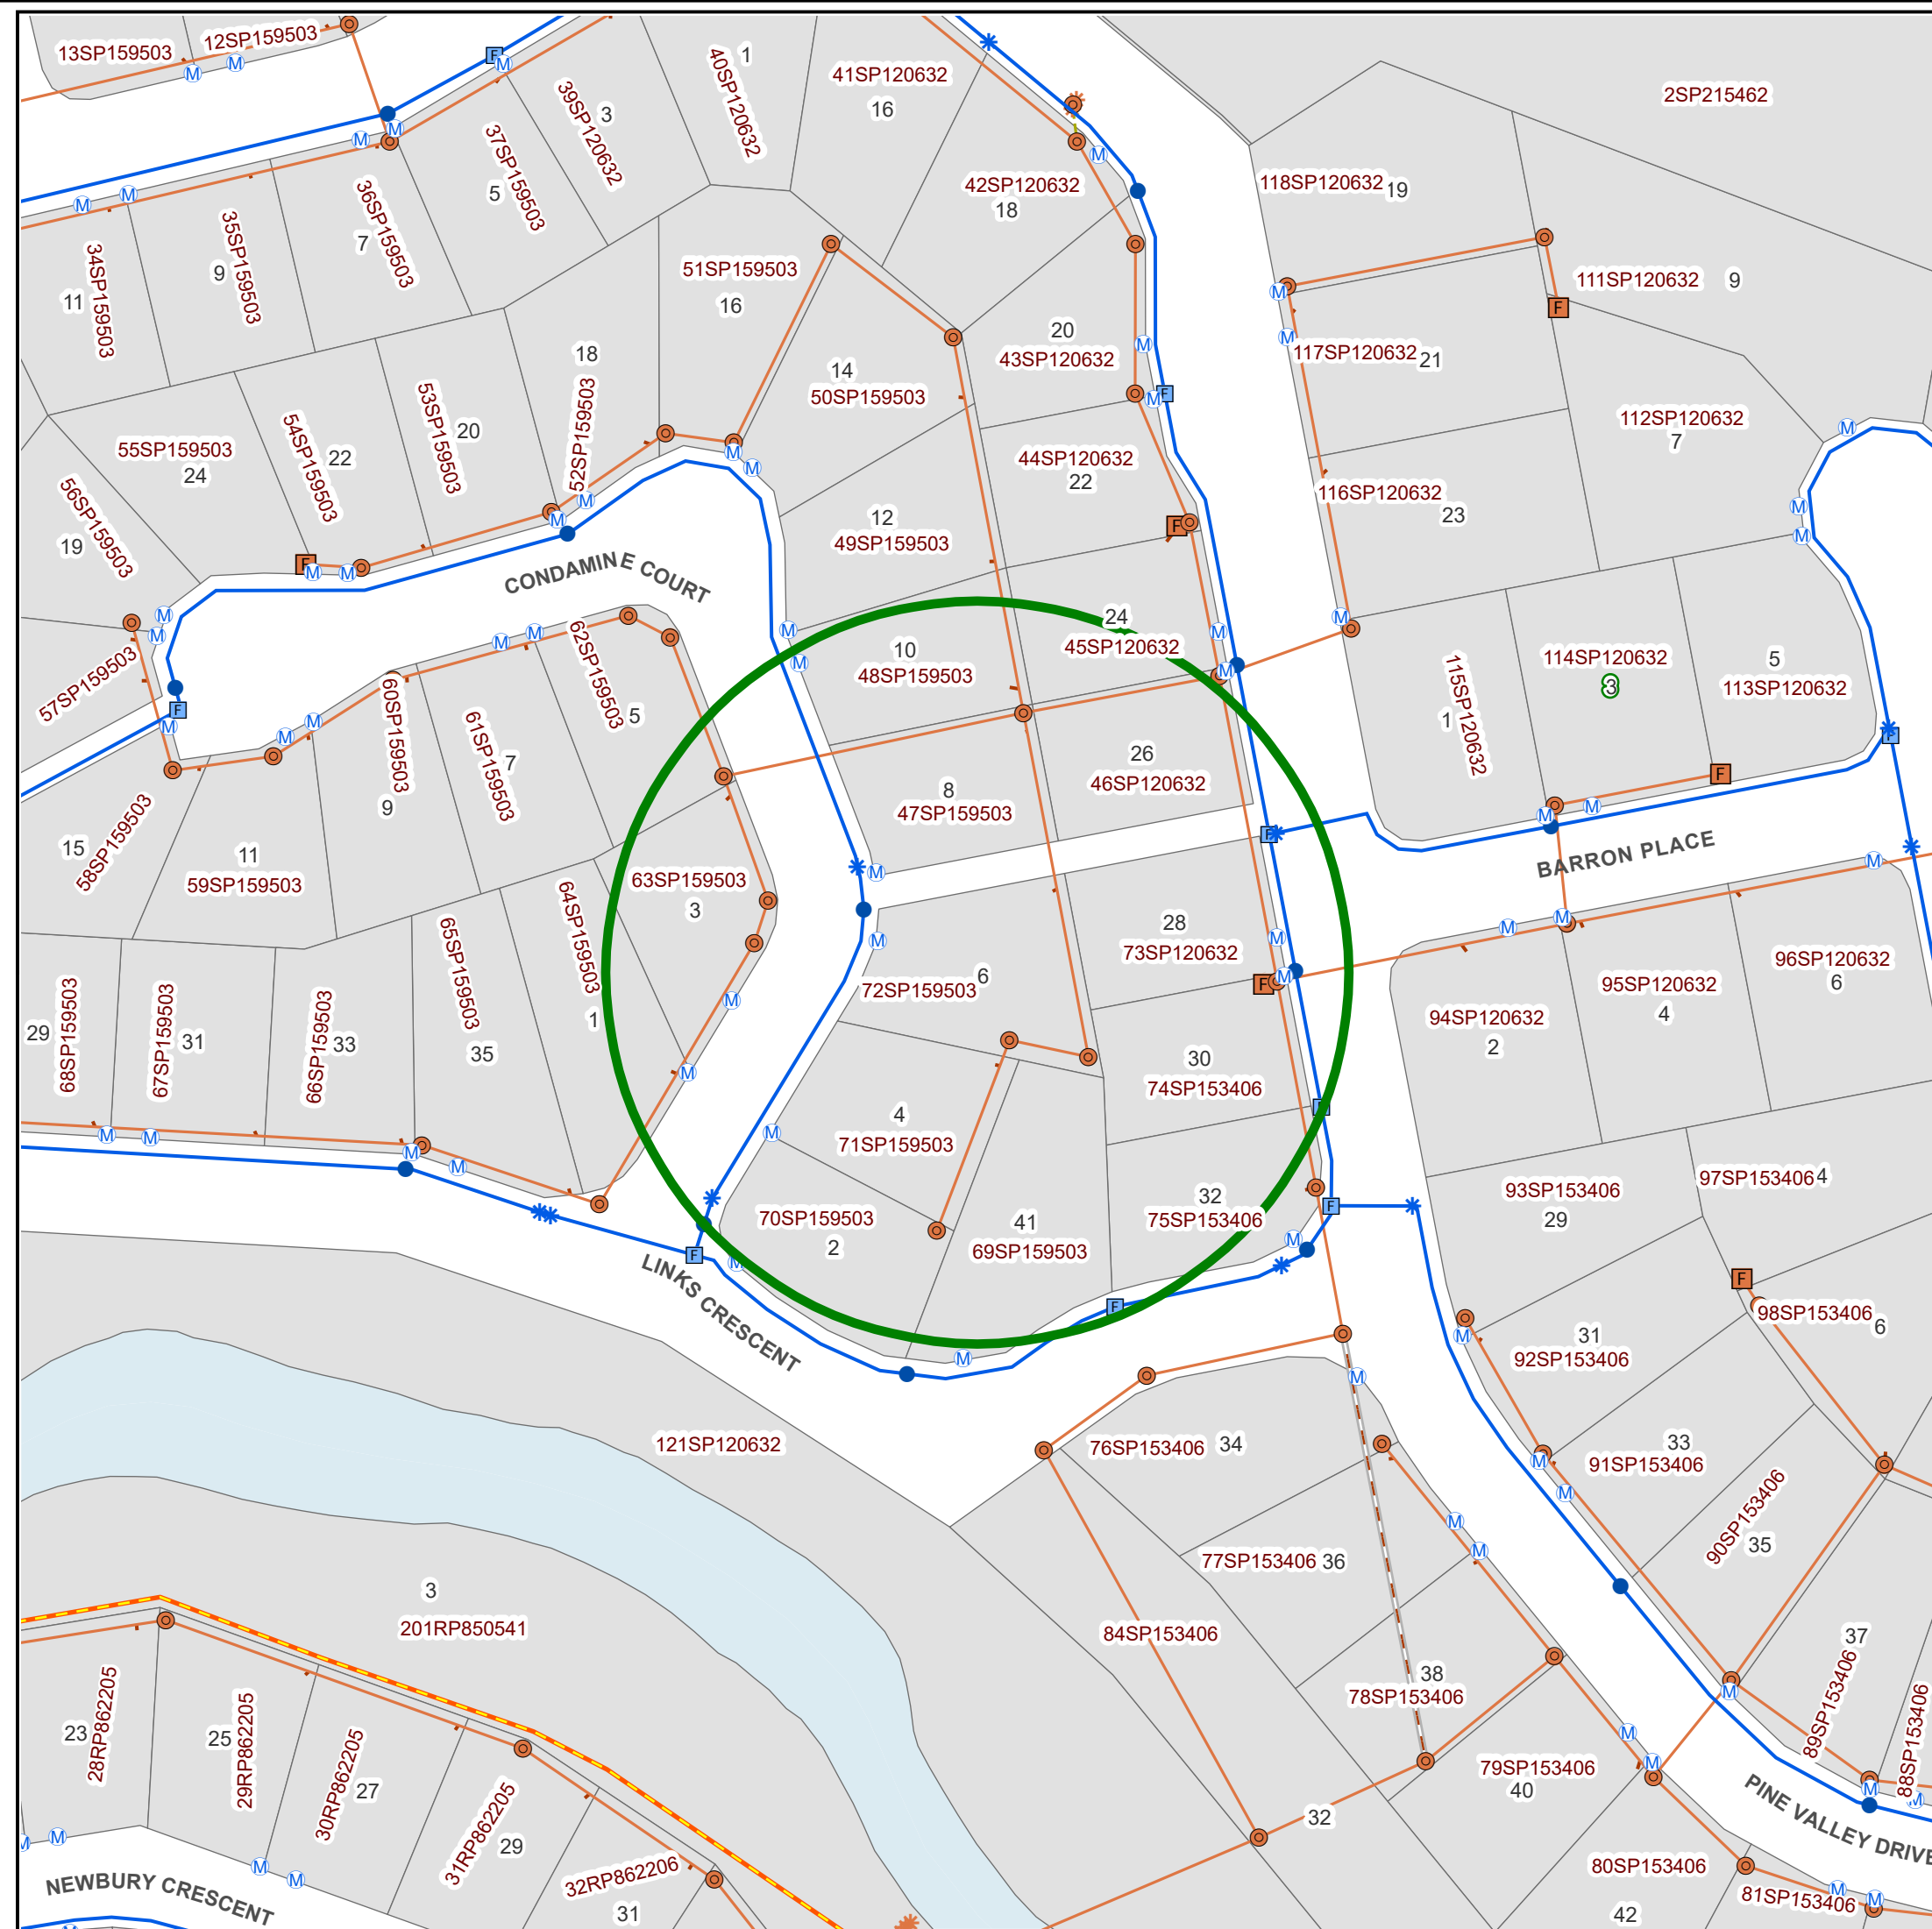 13SP159503
12SP159503
F
M
M
M
39SP120632
3
40SP120632
1
41SP120632
16
2SP215462
M
M
37SP159503
5
M
42SP120632
18
118SP120632
19
M
M
34SP159503
11
35SP159503
9
36SP159503
7
51SP159503
16
111SP120632
9
F
M
M
20
43SP120632
M
117SP120632
21
14
50SP159503
M
F
112SP120632
7
M
18
52SP159503
53SP159503
20
54SP159503
22
55SP159503
24
M
M
M
M
44SP120632
22
116SP120632
23
M
M
56SP159503
19
F
M
M
CONDAMINE COURT
12
49SP159503
F
M
M
M
M
62SP159503
5
M
M
24
45SP120632
M
M
M
10
48SP159503
115SP120632
1
114SP120632
3
5
113SP120632
57SP159503
F
M
M
M
60SP159503
9
61SP159503
7
26
46SP120632
8
47SP159503
F
F
M
M
F
58SP159503
15
11
59SP159503
63SP159503
3
M
BARRON PLACE
M
64SP159503
1
65SP159503
35
M
72SP159503
6
28
73SP120632
M
M
F
M
M
96SP120632
6
95SP120632
4
94SP120632
2
29
68SP159503
67SP159503
31
66SP159503
33
M
M
30
74SP153406
F
4
71SP159503
M
M
M
M
M
70SP159503
2
41
69SP159503
32
75SP153406
M
F
93SP153406
29
97SP153406
4
F
M
F
F
98SP153406
6
LINKS CRESCENT
M
M
M
31
92SP153406
121SP120632
76SP153406
34
M
33
91SP153406
M
M
90SP153406
35
77SP153406
36
M
3
201RP850541
84SP153406
38
78SP153406
37
89SP153406
88SP153406
M
M
M
M
M
28RP862205
23
29RP862205
25
30RP862205
27
31RP862205
29
79SP153406
40
PINE VALLEY DRIVE
32
M
M
M
M
NEWBURY CRESCENT
32RP862206
31
80SP153406
42
81SP153406
M
M